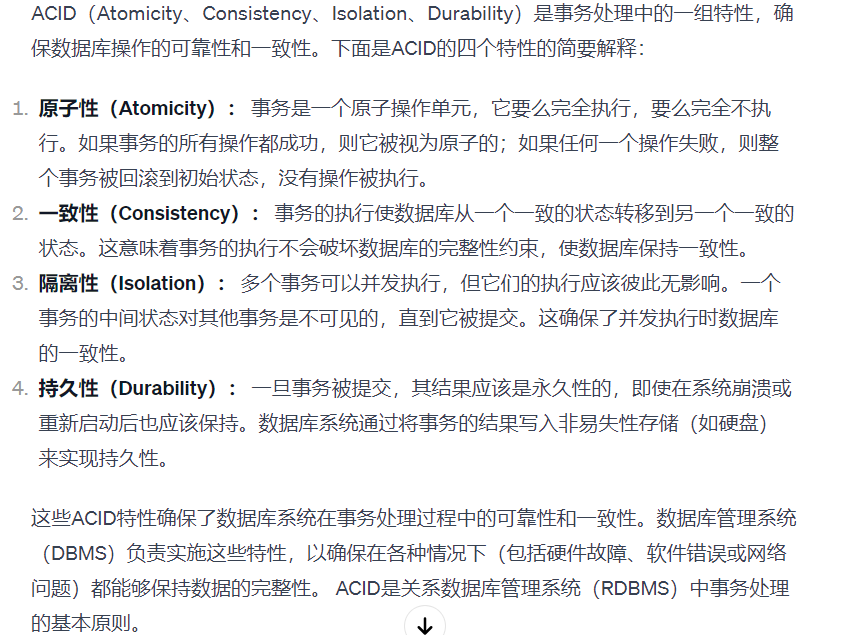 ACID（Atomicity、Consistency、Isolation、Durability）是事务处理中的一组特性，确
保数据库操作的可靠性和一致性。下面是ACID的四个特性的简要解释：
1. 原子性（Atomicity）： 事务是一个原子操作单元，它要么完全执行，要么完全不执
行。如果事务的所有操作都成功，则它被视为原子的；如果任何一个操作失败，则整
个事务被回滚到初始状态，没有操作被执行。
2. 一致性（Consistency）： 事务的执行使数据库从一个一致的状态转移到另一个一致的
状态。这意味着事务的执行不会破坏数据库的完整性约束，使数据库保持一致性。
3. 隔离性（Isolation）： 多个事务可以并发执行，但它们的执行应该彼此无影响。一个
事务的中间状态对其他事务是不可见的，直到它被提交。这确保了并发执行时数据库
的一致性。
4. 持久性（Durability）： 一旦事务被提交，其结果应该是永久性的，即使在系统崩溃或
重新启动后也应该保持。数据库系统通过将事务的结果写入非易失性存储（如硬盘）
来实现持久性。
这些ACID特性确保了数据库系统在事务处理过程中的可靠性和一致性。数据库管理系统
（DBMS）负责实施这些特性，以确保在各种情况下（包括硬件故障、软件错误或网络
问题）都能够保持数据的完整性。 ACID是关系数据库管理系统（RDBMS）中事务处理
的基本原则。